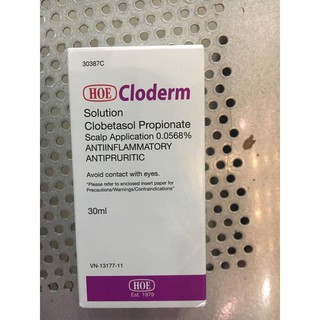 30387C
HOE Cloderm
Solution
Clobetasol Propionate
Scalp Application 0.0568%
ANTIINFLAMMATORY
ANTIPRURITIC
Avoid contact with eyes.
"Please refer to enclosed insert paper for
Precautions/Warnings/Contraindications"
30ml
VN-13177-11
HOE
Est. 1979